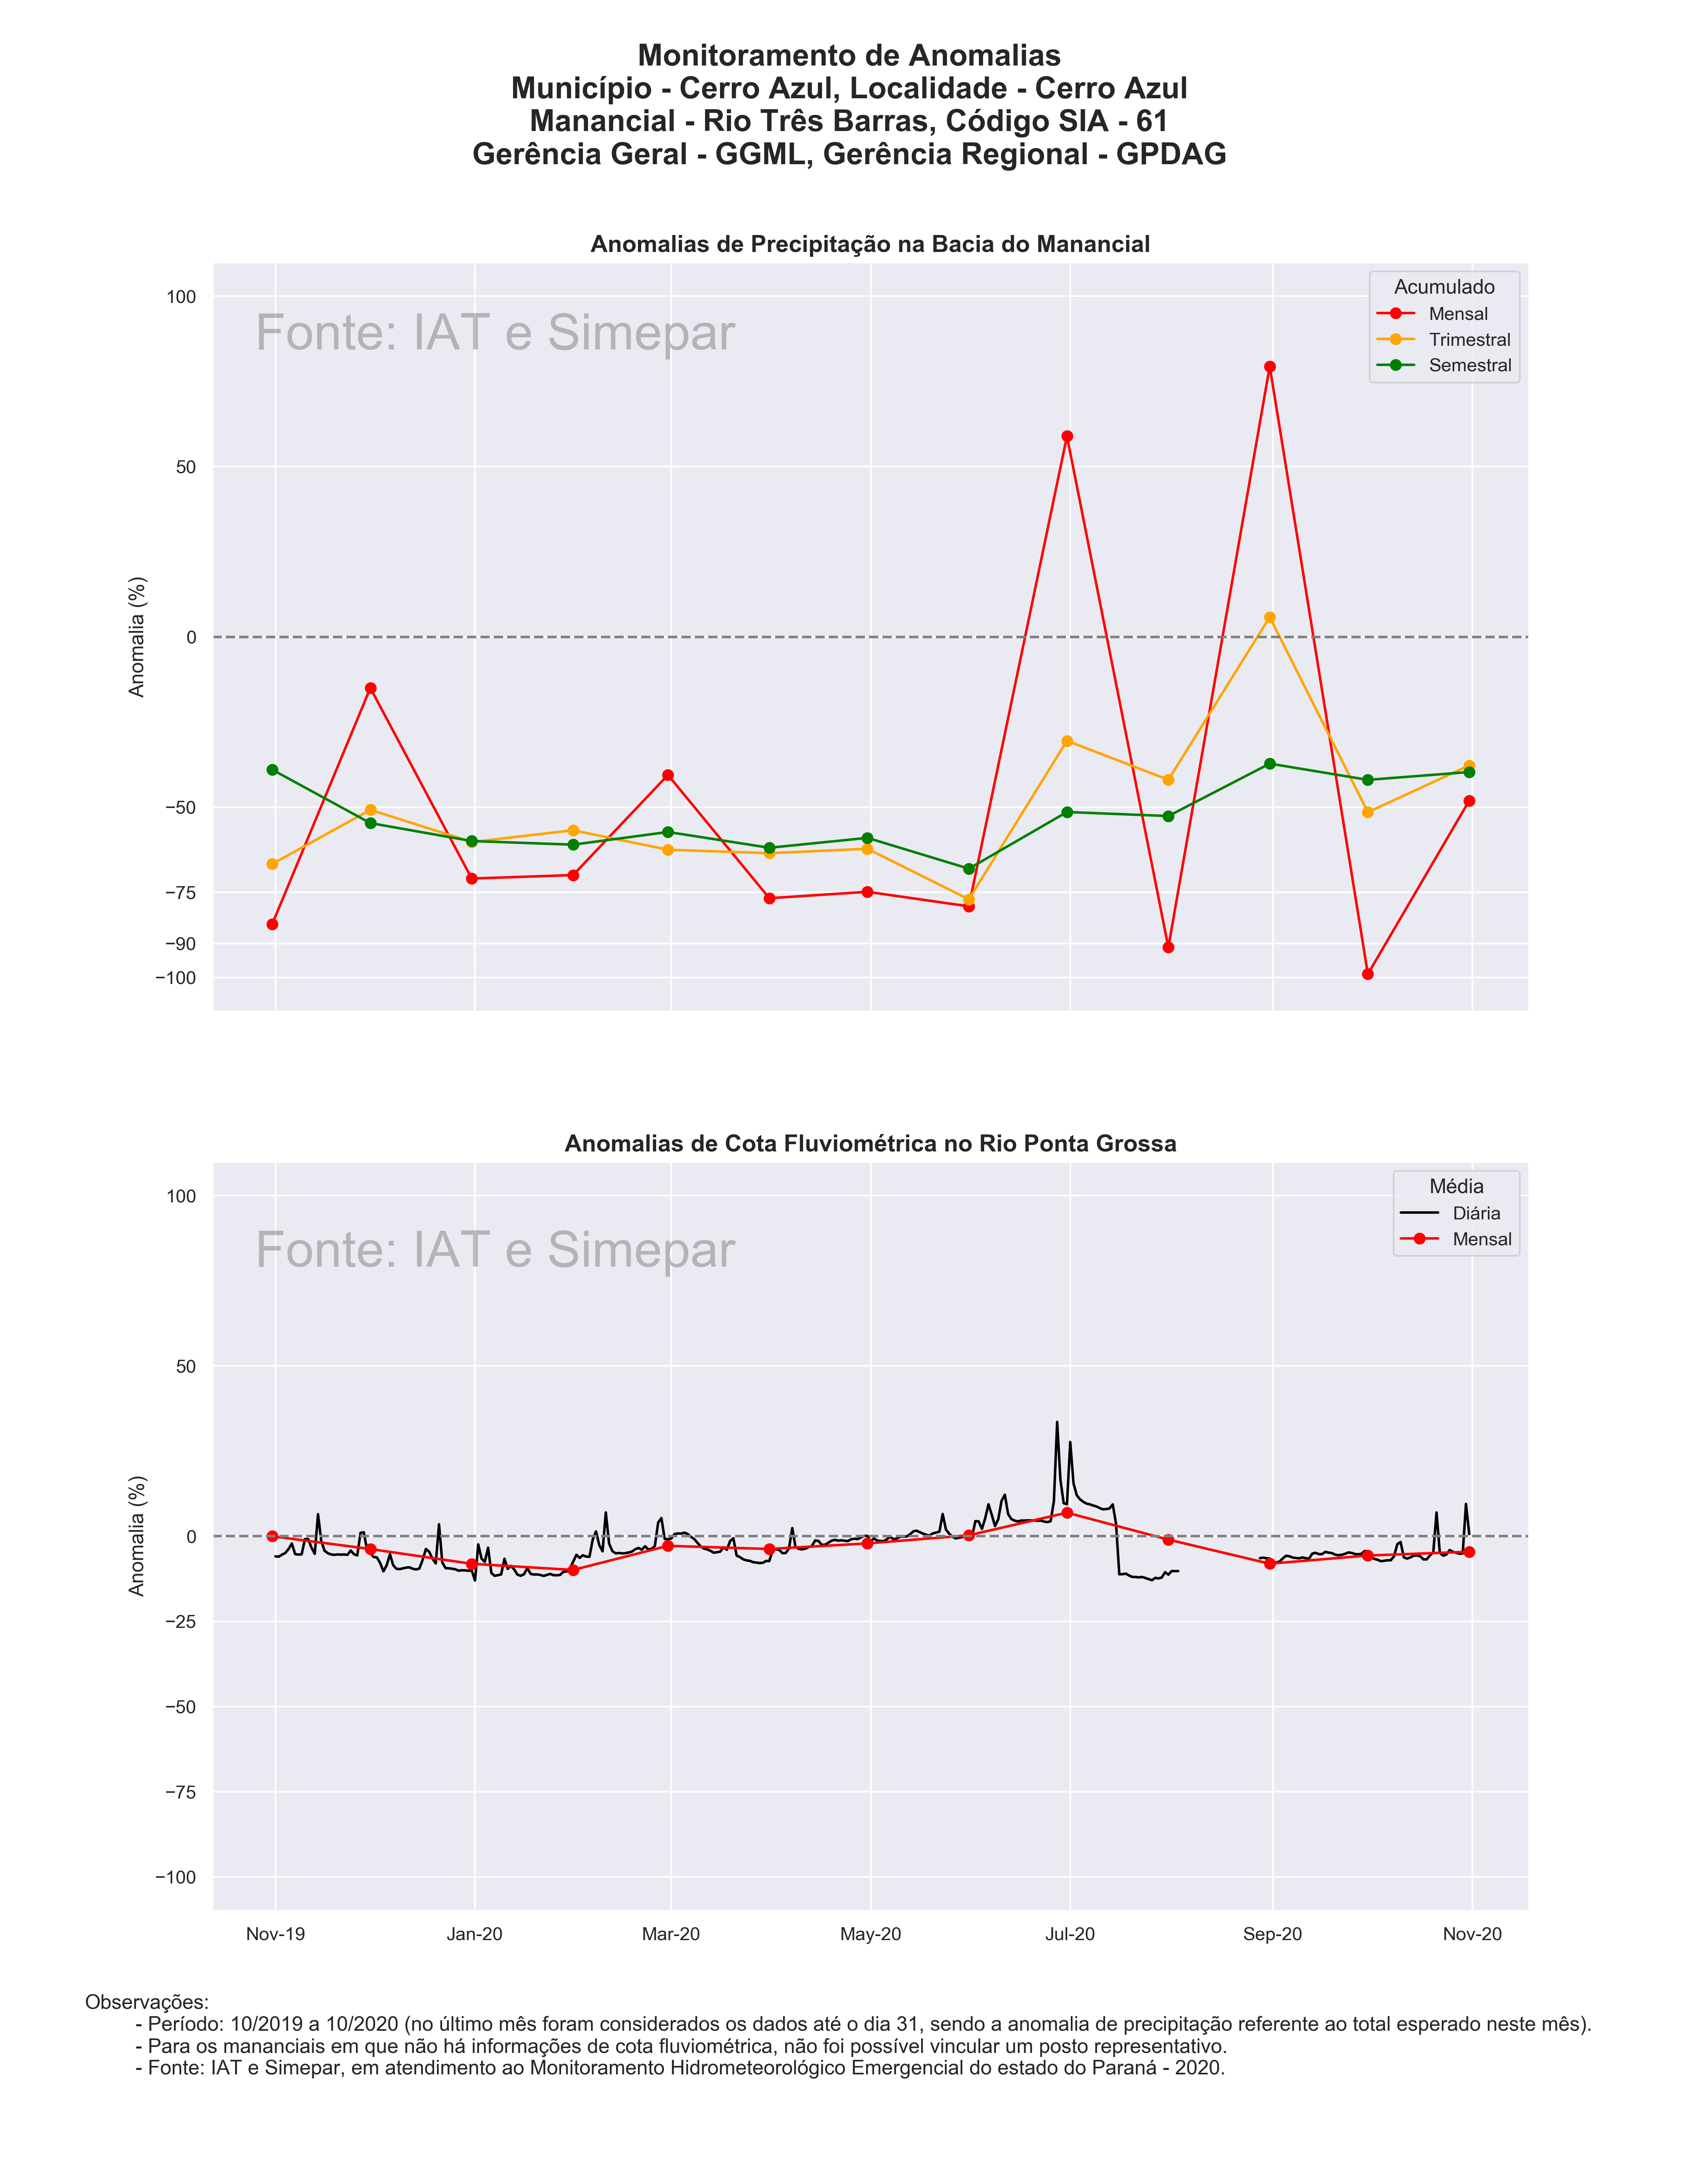 Monitoramento de Anomalias
Município - Cerro Azul, Localidade - Cerro Azul
Manancial - Rio Três Barras, Código SIA - 61
Gerência Geral - GGML, Gerência Regional - GPDAG
Anomalias de Precipitação na Bacia do Manancial
Fonte: IAT e Simepar
Acumulado
Mensal
Trimestral
Semestral
Anomalia (%)
100
50
0
−50
−75
−90
−100
Anomalias de Cota Fluviométrica no Rio Ponta Grossa
Fonte: IAT e Simepar
Média
Diária
Mensal
Anomalia (%)
100
50
0
−25
−50
−75
−100
Nov-19 Jan-20 Mar-20 May-20 Jul-20 Sep-20 Nov-20
Observações:
- Período: 10/2019 a 10/2020 (no último mês foram considerados os dados até o dia 31, sendo a anomalia de precipitação referente ao total esperado neste mês).
- Para os mananciais em que não há informações de cota fluviométrica, não foi possível vincular um posto representativo.
- Fonte: IAT e Simepar, em atendimento ao Monitoramento Hidrometeorológico Emergencial do estado do Paraná - 2020.